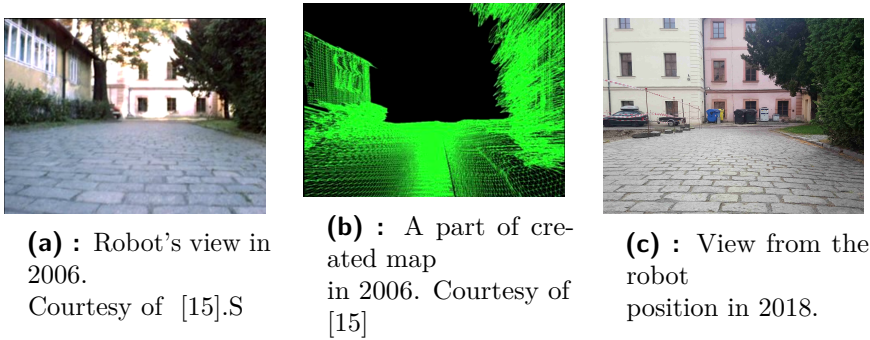 (a) : Robot's view in
2006.
Courtesy of [15].S
(b) : A part of cre-
ated map
in 2006. Courtesy of
[15]
(c) : View from the
robot
position in 2018.